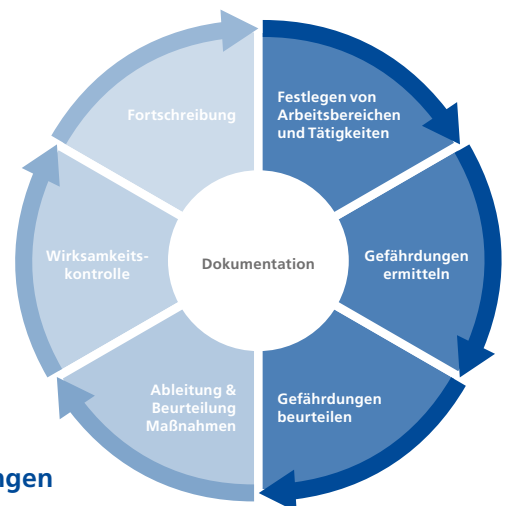 Festlegen von
Arbeitsbereichen
und Tätigkeiten
Gefährdungen
ermitteln
Gefährdungen
beurteilen
Ableitung &
Beurteilung
Maßnahmen
Wirksamkeits-
kontrolle
Fortschreibung
Dokumentation
ngen